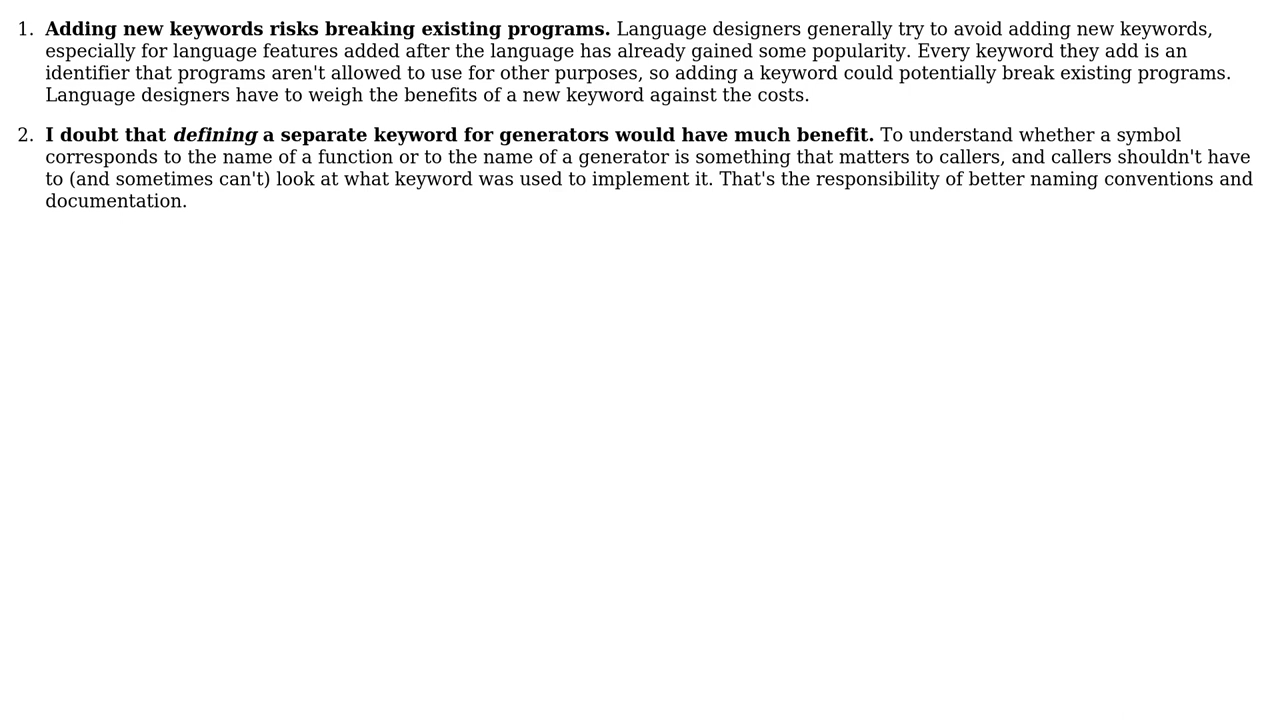 1. Adding new keywords risks breaking existing programs. Language designers generally try to avoid adding new keywords,
especially for language features added after the language has already gained some popularity. Every keyword they add is an
identifier that programs aren't allowed to use for other purposes, so adding a keyword could potentially break existing programs.
Language designers have to weigh the benefits of a new keyword against the costs.
2. I doubt that defining a separate keyword for generators would have much benefit. To understand whether a symbol
corresponds to the name of a function or to the name of a generator is something that matters to callers, and callers shouldn't have
to (and sometimes can't) look at what keyword was used to implement it. That's the responsibility of better naming conventions and
documentation.